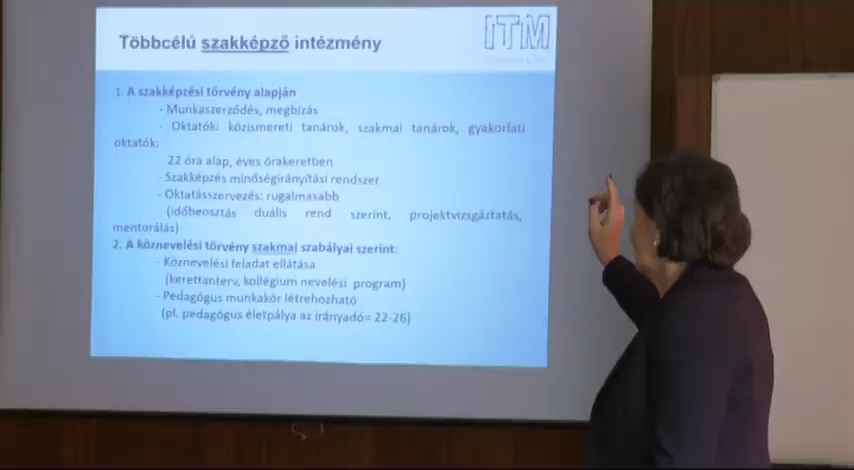 Többcélú szakképző intézmény
ITM
1. A szakképzési törvény alapján
- Munkaszerződés, megbízás
- Oktatók: közismereti tanárok, szakmai tanárok, gyakorlati
oktatók:
22 óra alap, éves órakeretben
- Szakképzés minőségirányítási rendszer
- Oktatásszervezés: rugalmasabb
(időbeosztás duális rend szerint, projektvizsgáztatás,
mentorálás)
2. A köznevelési törvény szakmai szabályai szerint:
- Köznevelési feladat ellátása
(kerettanterv, kollégium nevelési program)
- Pedagógus munkakör létrehozható
(pl. pedagógus életpálya az irányadó= 22-26)